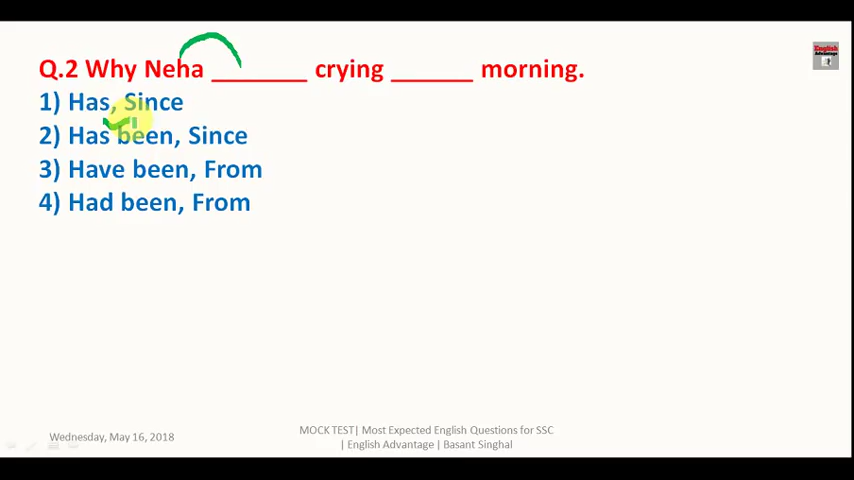 Q.2 Why Neha ________ crying _______ morning.
English
Advantage
1) Has, Since
2) Has been, Since
3) Have been, From
4) Had been, From
Wednesday, May 16, 2018
MOCK TEST| Most Expected English Questions for SSC
| English Advantage | Basant Singhal